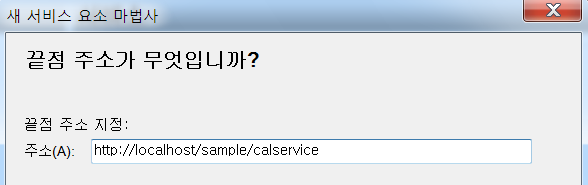 새 서비스 요소 마법사
끝점 주소가 무엇입니까?
끝점 주소 지정:
주소(A): http://localhost/sample/calservice